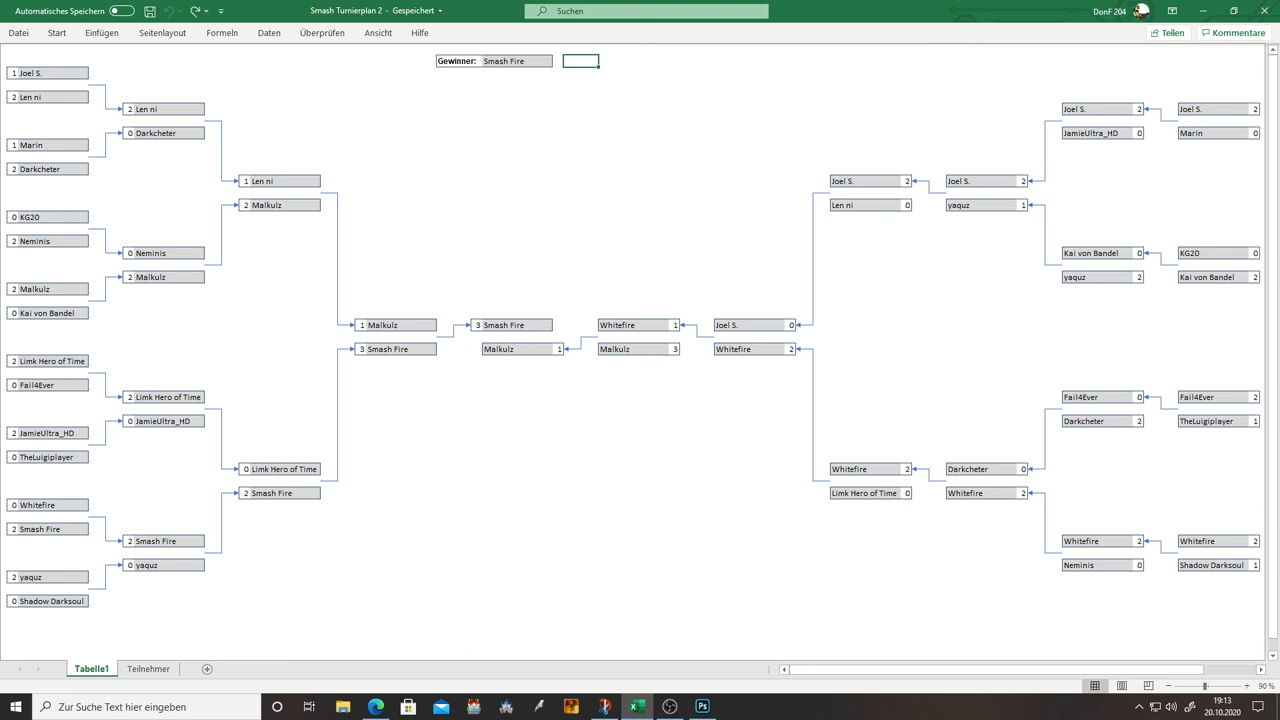 Automatisches Speichern
Smash Turnierplan 2 - Gespeichert
Suchen
DonF 204
Datei Start Einfügen Seitenlayout Formeln Daten Überprüfen Ansicht Hilfe
Teilen Kommentare
Gewinner: Smash Fire
1 Joel S.
2 Len ni
2 Len ni
0 Darkcheter
1 Marin
2 Darkcheter
1 Len ni
2 Malkulz
0 KG20
2 Neminis
0 Neminis
2 Malkulz
2 Malkulz
0 Kai von Bandel
1 Malkulz
3 Smash Fire
2 Limk Hero of Time
0 Fail4Ever
2 Limk Hero of Time
0 JamieUltra_HD
2 JamieUltra_HD
0 TheLuigiplayer
0 Limk Hero of Time
2 Smash Fire
0 Whitefire
2 Smash Fire
2 Smash Fire
0 yaquz
2 yaquz
0 Shadow Darksoul
3 Smash Fire
Malkulz 1
Whitefire 1
Malkulz 3
Joel S. 0
Whitefire 2
Joel S. 2
Len ni 0
Whitefire 2
Limk Hero of Time 0
Joel S. 2
yaquz 1
Darkcheter 0
Whitefire 2
Joel S. 2
JamieUltra_HD 0
Kai von Bandel 0
yaquz 2
Fail4Ever 0
Darkcheter 2
Whitefire 2
Neminis 0
Joel S. 2
Marin 0
KG20 0
Kai von Bandel 2
Fail4Ever 2
TheLuigiplayer 1
Whitefire 2
Shadow Darksoul 1
Tabelle1 Teilnehmer
90 %
Zur Suche Text hier eingeben
19:13
20.10.2020